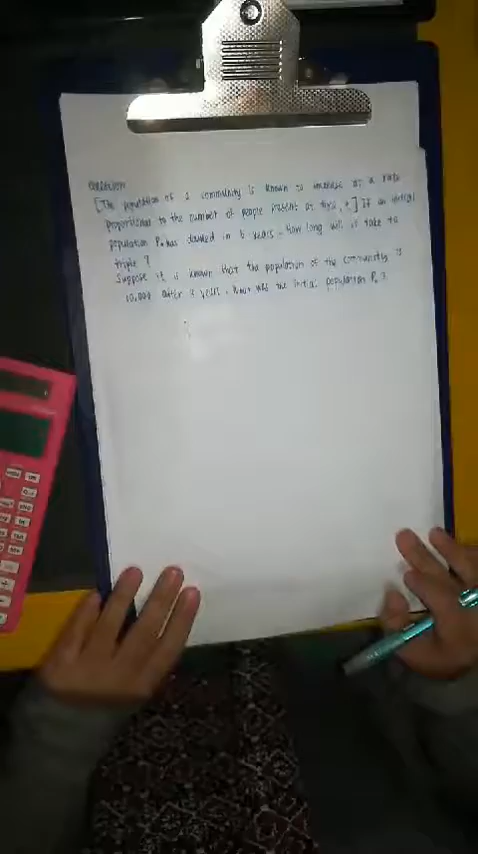 Question
[The population of a community is known to increase at a rate
proportional to the number of people present at time, t.] If an initial
population P₀ has doubled in 5 years. How long will it take to
triple ?
Suppose it is known that the population of the community is
10,000 after 3 years. What was the initial population P₀ ?